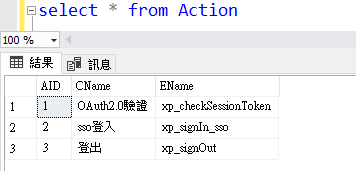 select * from Action
100 %
結果 訊息
AID CName EName
1 1 OAuth2.0驗證 xp_checkSessionToken
2 2 sso登入 xp_signIn_sso
3 3 登出 xp_signOut